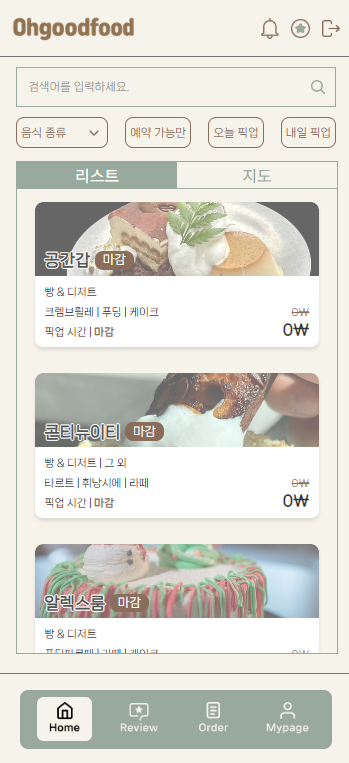 Ohgoodfood
검색어를 입력하세요.
음식 종류
예약 가능만
오늘 픽업
내일 픽업
리스트
지도
공간갑 마감
빵 & 디저트
크렘브륄레 | 푸딩 | 케이크
0₩
픽업 시간 | 마감
0₩
콘티뉴이티 마감
빵 & 디저트 | 그 외
타르트 | 휘낭시에 | 라떼
0₩
픽업 시간 | 마감
0₩
알렉스룸 마감
빵 & 디저트
Home
Review
Order
Mypage